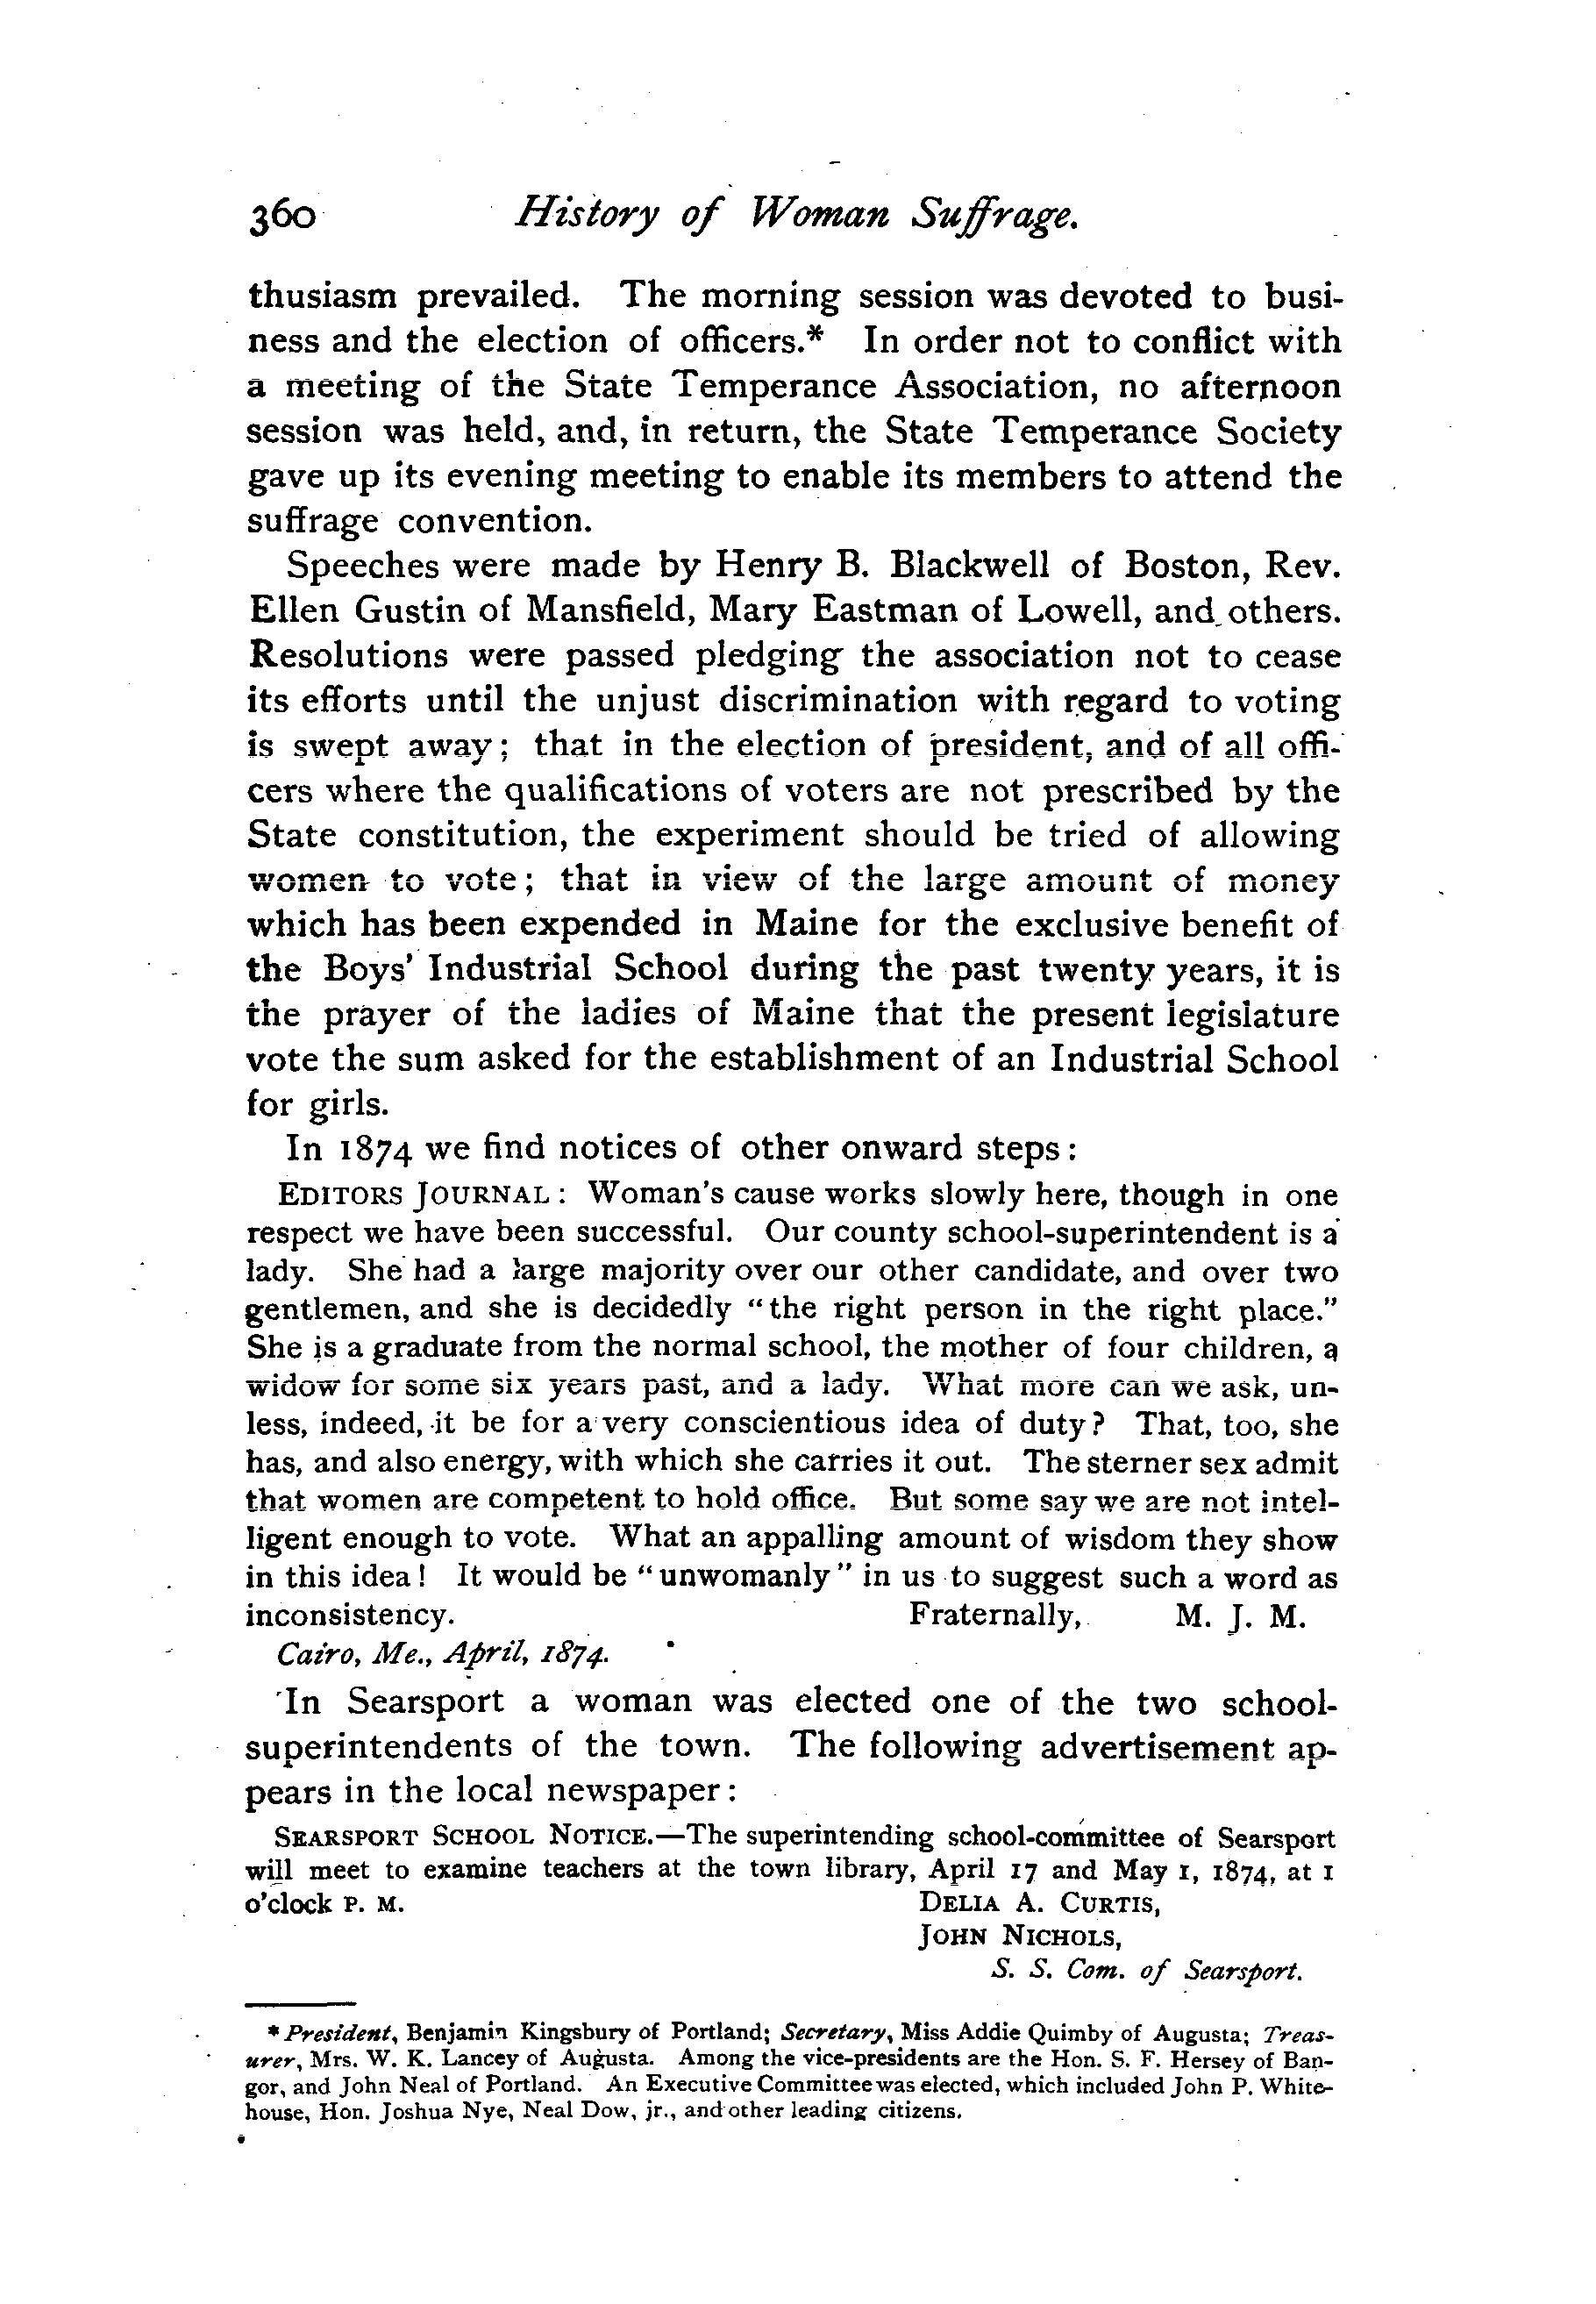 360 History of Woman Suffrage.
thusiasm prevailed. The morning session was devoted to busi-
ness and the election of officers.* In order not to conflict with
a meeting of the State Temperance Association, no afternoon
session was held, and, in return, the State Temperance Society
gave up its evening meeting to enable its members to attend the
suffrage convention.
Speeches were made by Henry B. Blackwell of Boston, Rev.
Ellen Gustin of Mansfield, Mary Eastman of Lowell, and others.
Resolutions were passed pledging the association not to cease
its efforts until the unjust discrimination with regard to voting
is swept away; that in the election of president, and of all offi-
cers where the qualifications of voters are not prescribed by the
State constitution, the experiment should be tried of allowing
women to vote; that in view of the large amount of money
which has been expended in Maine for the exclusive benefit of
the Boys' Industrial School during the past twenty years, it is
the prayer of the ladies of Maine that the present legislature
vote the sum asked for the establishment of an Industrial School
for girls.
In 1874 we find notices of other onward steps:
EDITORS JOURNAL: Woman's cause works slowly here, though in one
respect we have been successful. Our county school-superintendent is a
lady. She had a large majority over our other candidate, and over two
gentlemen, and she is decidedly "the right person in the right place."
She is a graduate from the normal school, the mother of four children, a
widow for some six years past, and a lady. What more can we ask, un-
less, indeed, it be for a very conscientious idea of duty? That, too, she
has, and also energy, with which she carries it out. The sterner sex admit
that women are competent to hold office. But some say we are not intel-
ligent enough to vote. What an appalling amount of wisdom they show
in this idea! It would be "unwomanly" in us to suggest such a word as
inconsistency. Fraternally, M. J. M.
Cairo, Me., April, 1874.
In Searsport a woman was elected one of the two school-
superintendents of the town. The following advertisement ap-
pears in the local newspaper:
SEARSPORT SCHOOL NOTICE.—The superintending school-committee of Searsport
will meet to examine teachers at the town library, April 17 and May 1, 1874, at 1
o'clock P. M. DELIA A. CURTIS,
JOHN NICHOLS,
S. S. Com. of Searsport.
* President, Benjamin Kingsbury of Portland; Secretary, Miss Addie Quimby of Augusta; Treas-
urer, Mrs. W. K. Lancey of Augusta. Among the vice-presidents are the Hon. S. F. Hersey of Ban-
gor, and John Neal of Portland. An Executive Committee was elected, which included John P. White-
house, Hon. Joshua Nye, Neal Dow, jr., and other leading citizens.